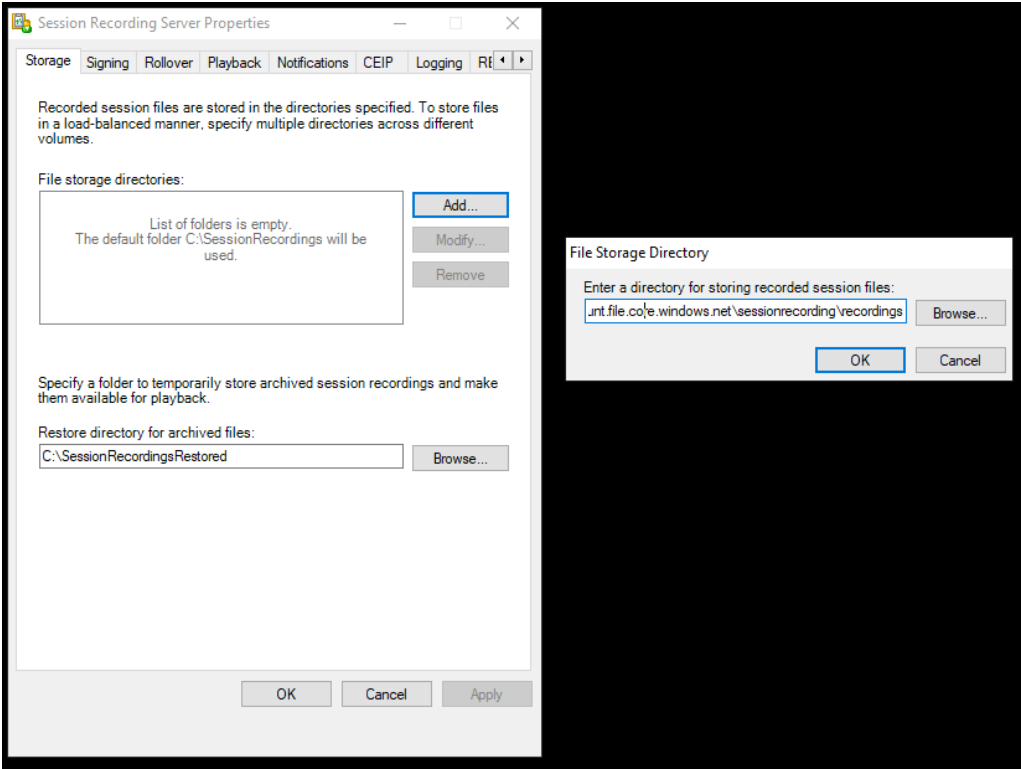 Session Recording Server Properties
Storage Signing Rollover Playback Notifications CEIP Logging
Recorded session files are stored in the directories specified. To store files
in a load-balanced manner, specify multiple directories across different
volumes.
File storage directories:
List of folders is empty.
The default folder C:\SessionRecordings will be
used.
Add...
Modify...
Remove
Specify a folder to temporarily store archived session recordings and make
them available for playback.
Restore directory for archived files:
C:\SessionRecordingsRestored
Browse...
OK Cancel Apply
File Storage Directory
Enter a directory for storing recorded session files:
unt.file.core.windows.net\sessionrecording\recordings
Browse...
OK Cancel